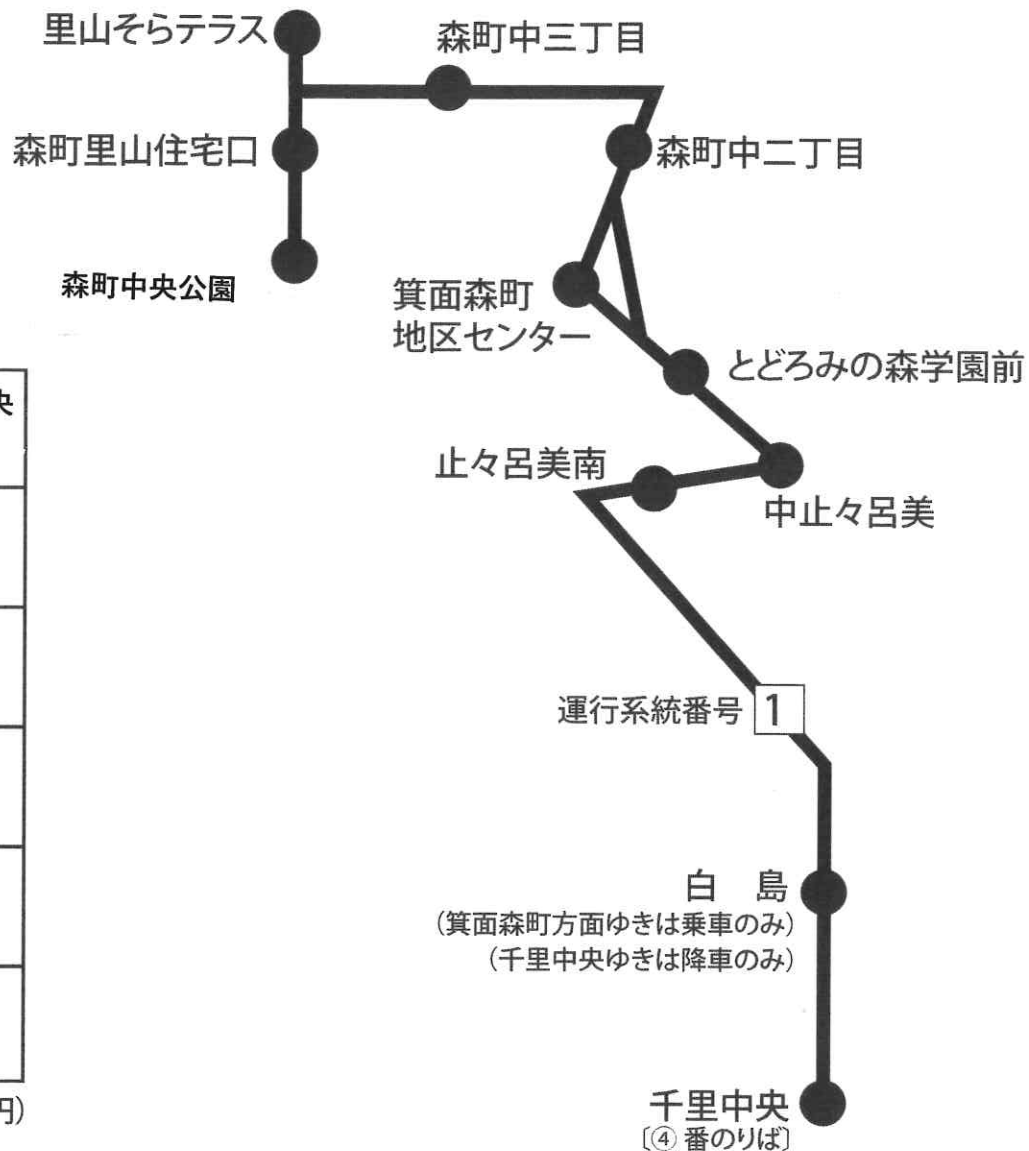 里山そらテラス
森町中三丁目
森町里山住宅口
森町中二丁目
森町中央公園
箕面森町
地区センター
とどろみの森学園前
央
止々呂美南
中止々呂美
運行系統番号 1
白 島
(箕面森町方面ゆきは乗車のみ)
(千里中央ゆきは降車のみ)
円)
千里中央
〔④ 番のりば〕